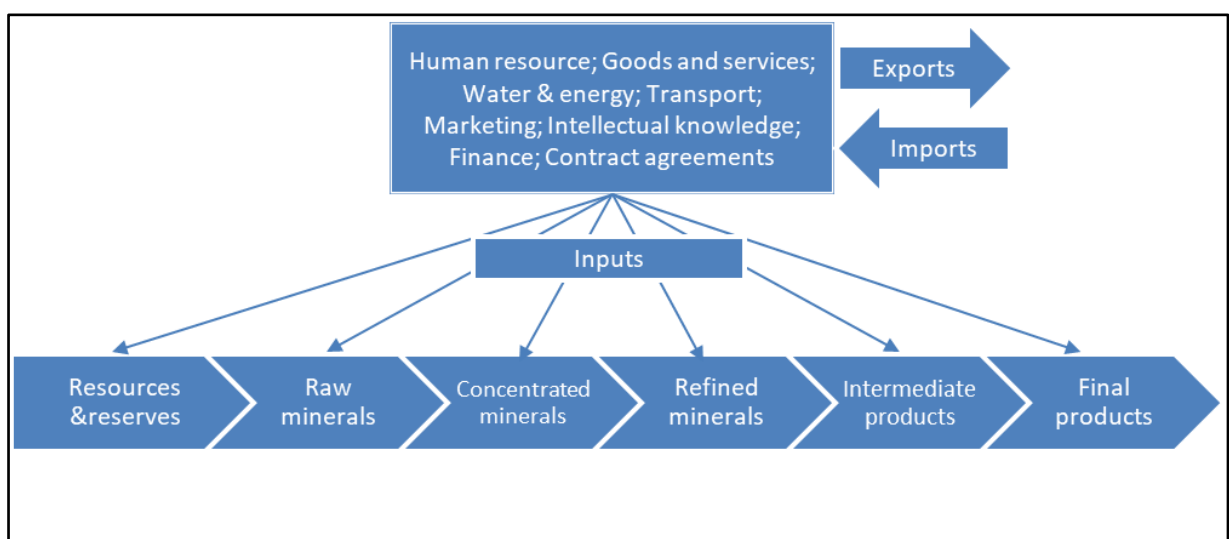 Human resource; Goods and services;
Water & energy; Transport;
Marketing; Intellectual knowledge;
Finance; Contract agreements
Exports
Imports
Inputs
Resources
&reserves
Raw
minerals
Concentrated
minerals
Refined
minerals
Intermediate
products
Final
products